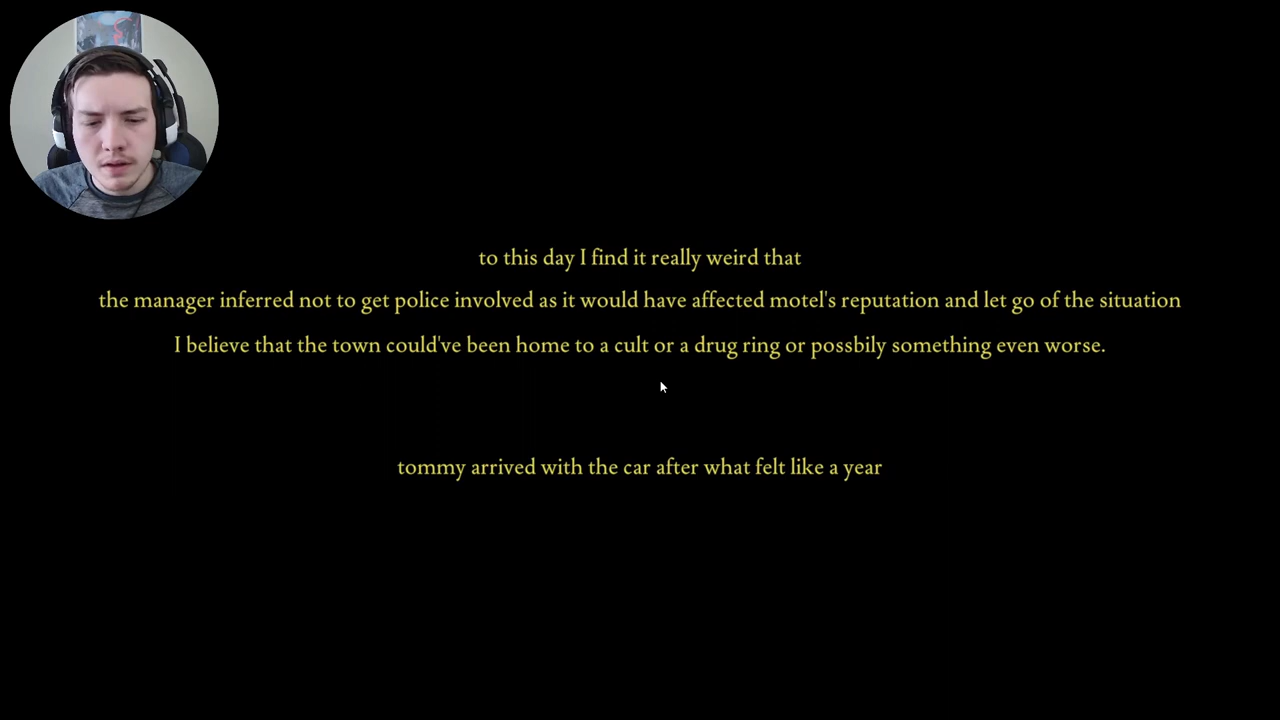 to this day I find it really weird that
the manager inferred not to get police involved as it would have affected motel's reputation and let go of the situation
I believe that the town could've been home to a cult or a drug ring or possbily something even worse.
tommy arrived with the car after what felt like a year